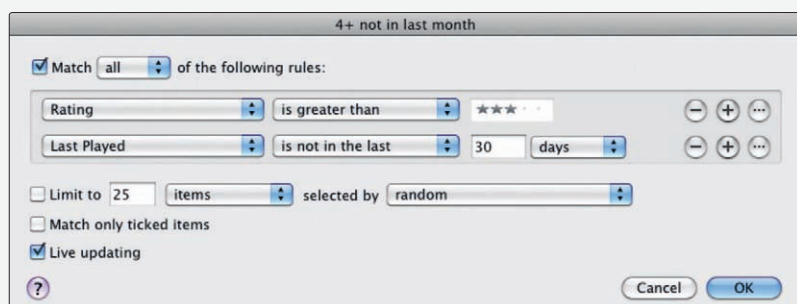 4+ not in last month
Match all of the following rules:
Rating is greater than ★★★··
Last Played is not in the last 30 days
Limit to 25 items selected by random
Match only ticked items
Live updating
? Cancel OK